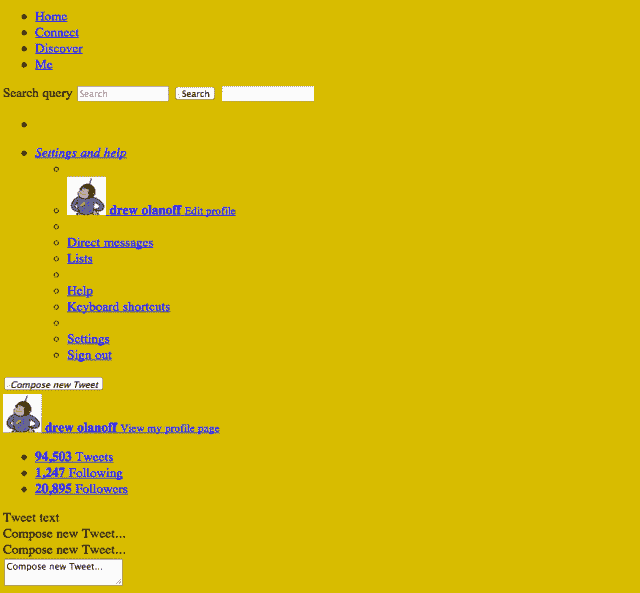 Home
Connect
Discover
Me
Search query Search Search
Settings and help
drew olanoff Edit profile
Direct messages
Lists
Help
Keyboard shortcuts
Settings
Sign out
Compose new Tweet
drew olanoff View my profile page
94,503 Tweets
1,247 Following
20,895 Followers
Tweet text
Compose new Tweet...
Compose new Tweet...
Compose new Tweet...